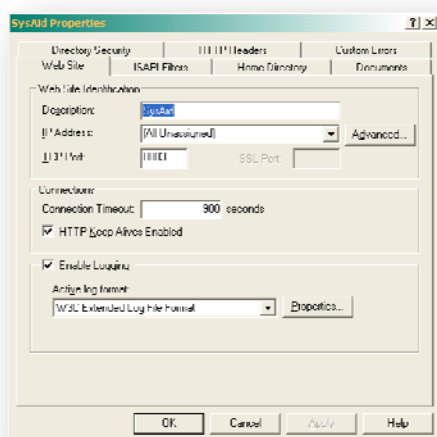 SysAid Properties
Directory Security HTTP Headers Custom Errors
Web Site ISAPI Filters Home Directory Documents
Web Site Identification
Description: SysAid
IP Address: (All Unassigned) Advanced...
TCP Port: SSL Port:
Connections
Connection Timeout: 900 seconds
HTTP Keep Alives Enabled
Enable Logging
Active log format:
W3C Extended Log File Format Properties...
OK Cancel Apply Help